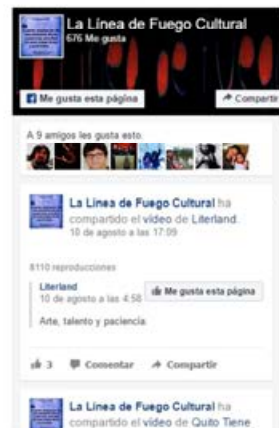 La Línea de Fuego Cultural
676 Me gusta
Me gusta esta página
Compartir
A 9 amigos les gusta esto.
La Línea de Fuego Cultural ha
compartido el vídeo de Literland.
10 de agosto a las 17:09
8110 reproducciones
Literland
10 de agosto a las 4:58
Me gusta esta página
Arte, talento y paciencia
3 Comentar Compartir
La Línea de Fuego Cultural ha
compartido el vídeo de Quito Tiene